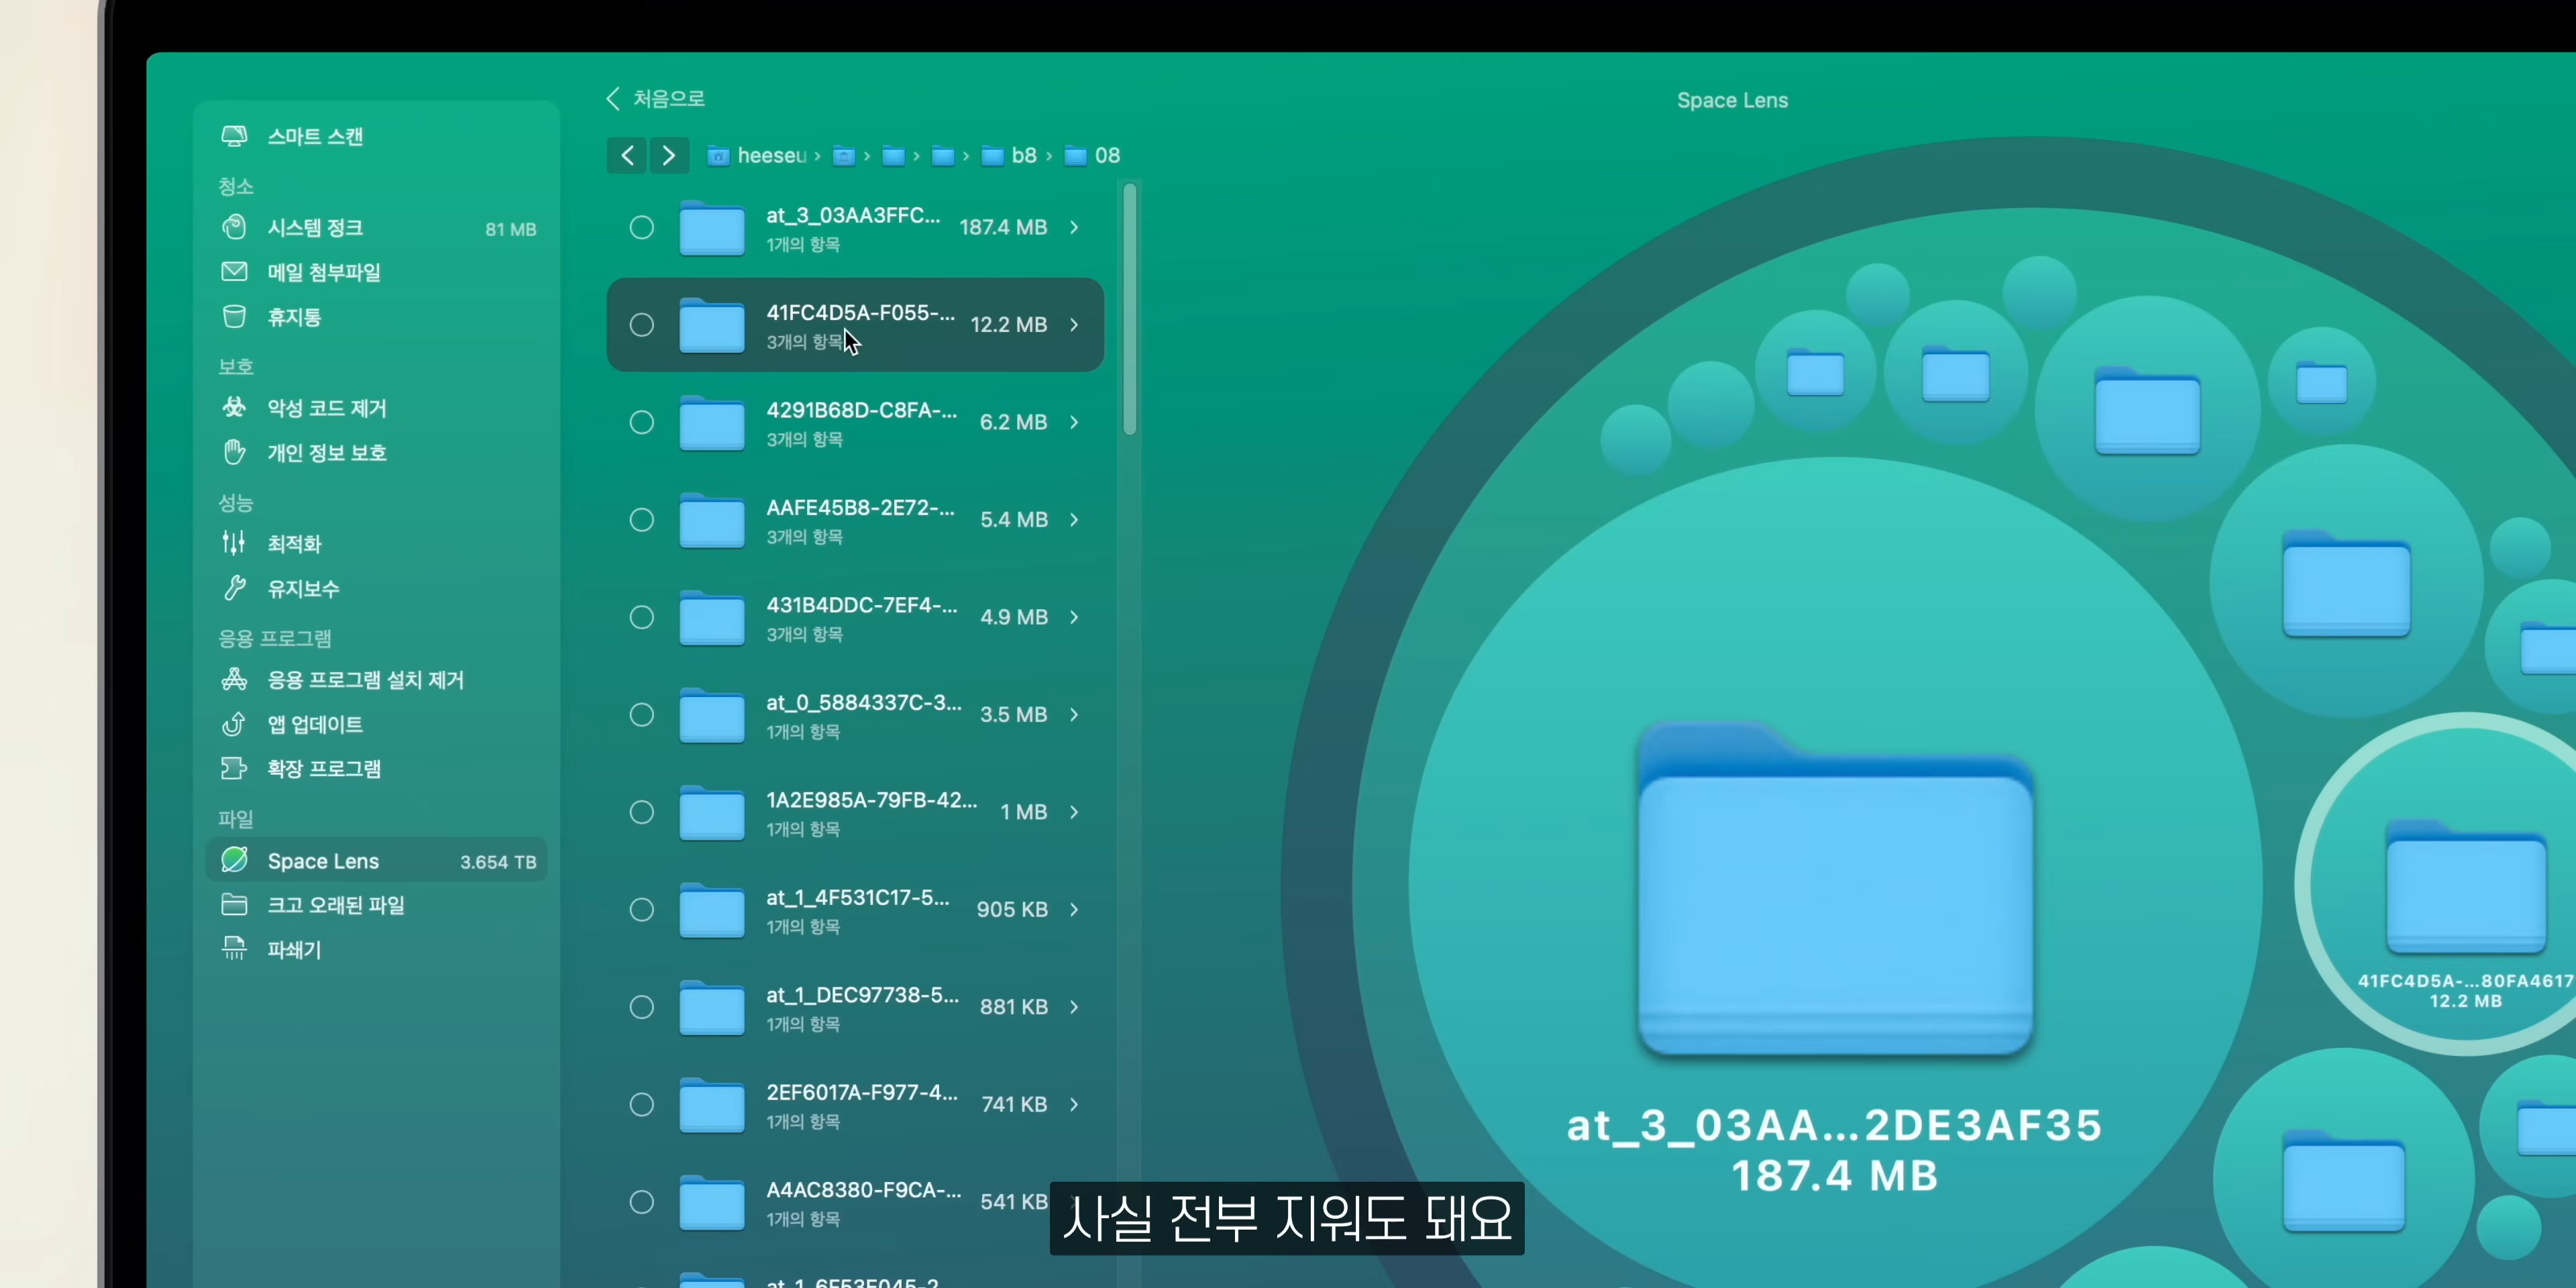 스마트 스캔
청소
시스템 정크 81 MB
메일 첨부파일
휴지통
보호
악성 코드 제거
개인 정보 보호
성능
최적화
유지보수
응용 프로그램
응용 프로그램 설치 제거
앱 업데이트
확장 프로그램
파일
Space Lens 3.654 TB
크고 오래된 파일
파쇄기
처음으로
Space Lens
heeseu › › › › b8 › 08
at_3_03AA3FFC... 187.4 MB
1개의 항목
41FC4D5A-F055-... 12.2 MB
3개의 항목
4291B68D-C8FA-... 6.2 MB
3개의 항목
AAFE45B8-2E72-... 5.4 MB
3개의 항목
431B4DDC-7EF4-... 4.9 MB
3개의 항목
at_0_5884337C-3... 3.5 MB
1개의 항목
1A2E985A-79FB-42... 1 MB
1개의 항목
at_1_4F531C17-5... 905 KB
1개의 항목
at_1_DEC97738-5... 881 KB
1개의 항목
2EF6017A-F977-4... 741 KB
1개의 항목
A4AC8380-F9CA-... 541 KB
1개의 항목
41FC4D5A-...80FA4617
12.2 MB
at_3_03AA...2DE3AF35
187.4 MB
사실 전부 지워도 돼요